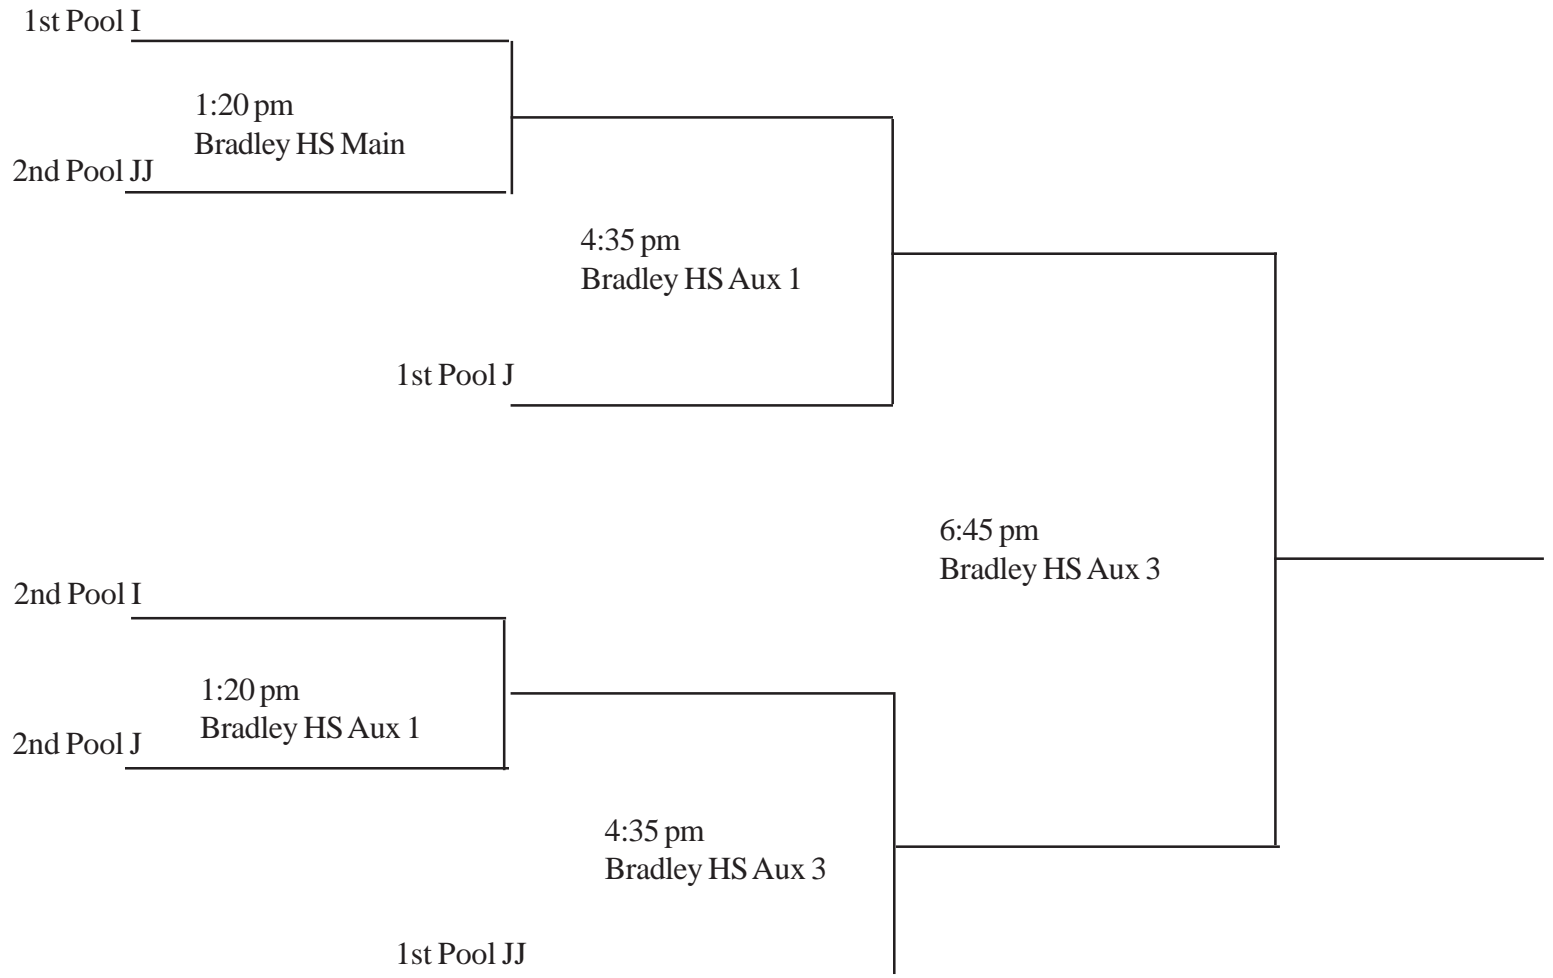 1st Pool I
1:20 pm
Bradley HS Main
2nd Pool JJ
4:35 pm
Bradley HS Aux 1
1st Pool J
6:45 pm
Bradley HS Aux 3
2nd Pool I
1:20 pm
Bradley HS Aux 1
2nd Pool J
4:35 pm
Bradley HS Aux 3
1st Pool JJ